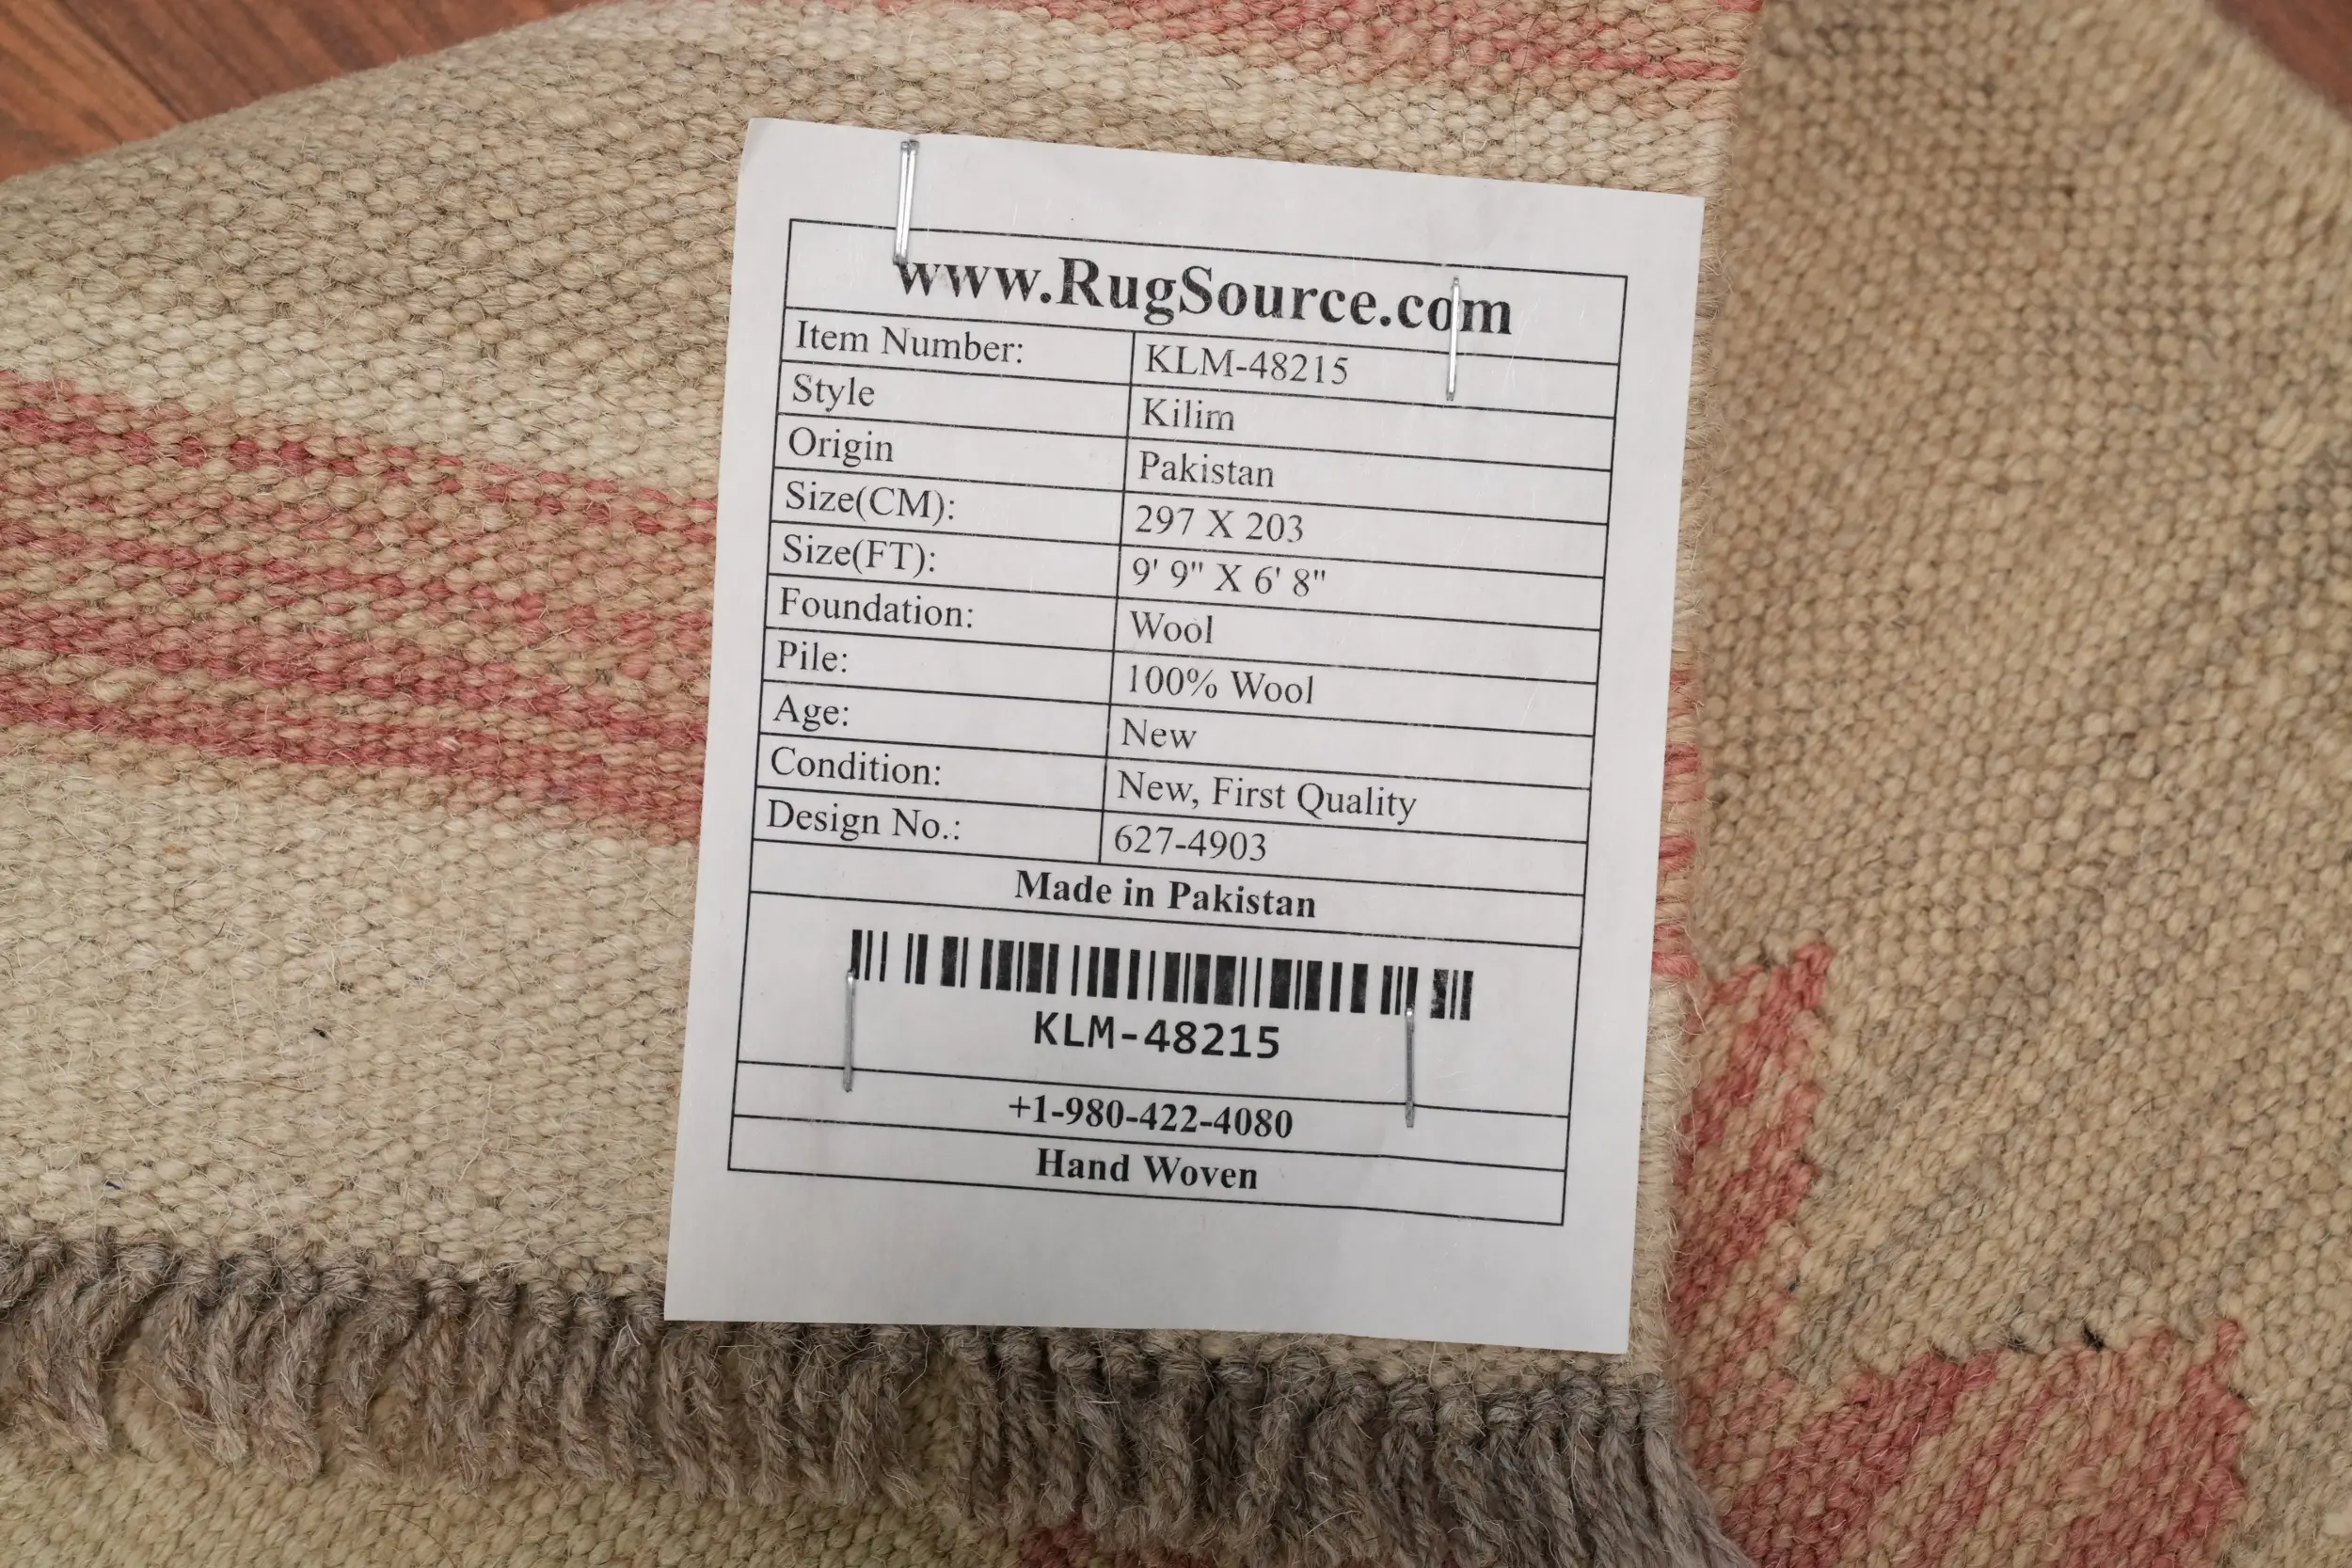 www.RugSource.com
Item Number: KLM-48215
Style Kilim
Origin Pakistan
Size(CM): 297 X 203
Size(FT): 9' 9" X 6' 8"
Foundation: Wool
Pile: 100% Wool
Age: New
Condition: New, First Quality
Design No.: 627-4903
Made in Pakistan
KLM-48215
+1-980-422-4080
Hand Woven